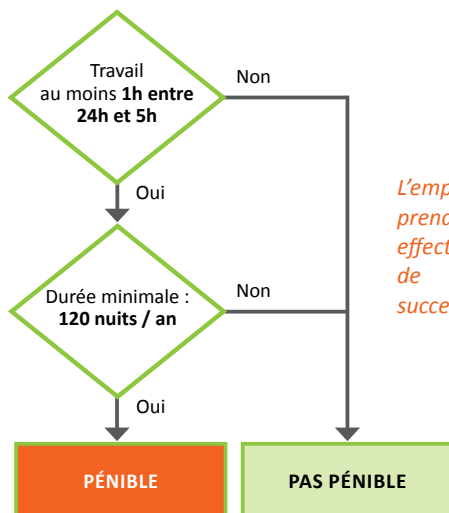 Travail
au moins 1h entre
24h et 5h
Non
Oui
Durée minimale :
120 nuits / an
Non
Oui
PÉNIBLE
PAS PÉNIBLE
L'emp
prend
effect
de
succe